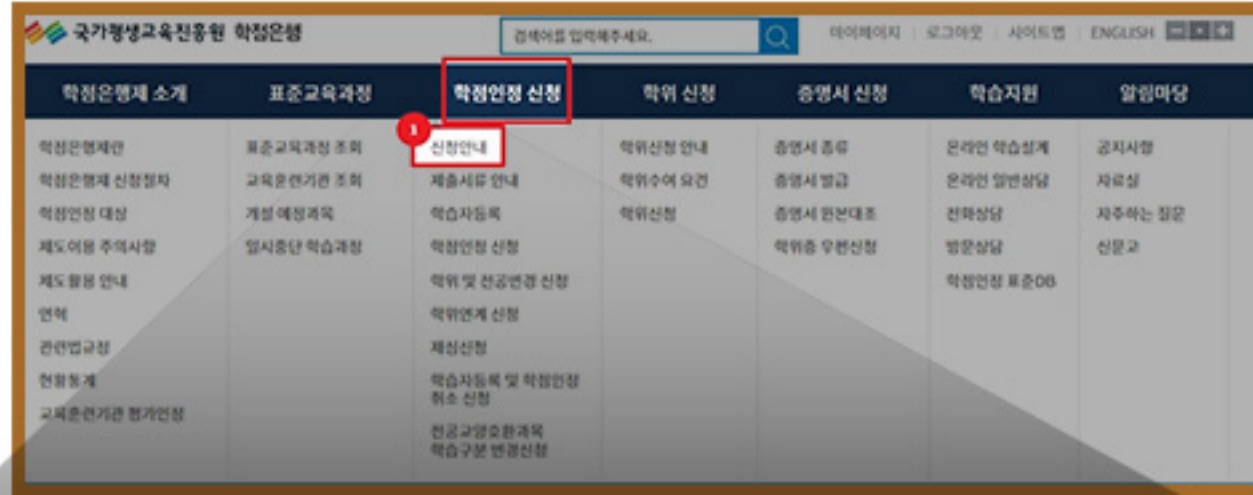 국가평생교육진흥원 학점은행
검색어를 입력해주세요.
마이페이지 로그아웃 사이트맵 ENGLISH
학점은행제 소개 표준교육과정 학점인정 신청 학위 신청 증명서 신청 학습지원 알림마당
1
학점은행제란
학점은행제 신청절차
학점인정 대상
제도이용 주의사항
제도활용 안내
연혁
관련법규정
현황통계
교육훈련기관 평가인정
표준교육과정 조회
교육훈련기관 조회
개설 예정과목
일시중단 학습과정
신청안내
제출서류 안내
학습자등록
학점인정 신청
학위 및 전공변경 신청
학위연계 신청
재심신청
학습자등록 및 학점인정
취소 신청
전공교양호환과목
학습구분 변경신청
학위신청 안내
학위수여 요건
학위신청
증명서 종류
증명서 발급
증명서 원본대조
학위증 우편신청
온라인 학습설계
온라인 일반상담
전화상담
방문상담
학점인정 표준DB
공지사항
자료실
자주하는 질문
신문고